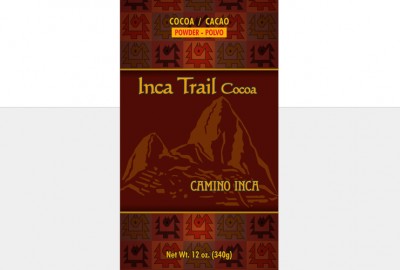 COCOA / CACAO
POWDER - POLVO
Inca Trail Cocoa
CAMINO INCA
Net Wt. 12 oz. (340g)